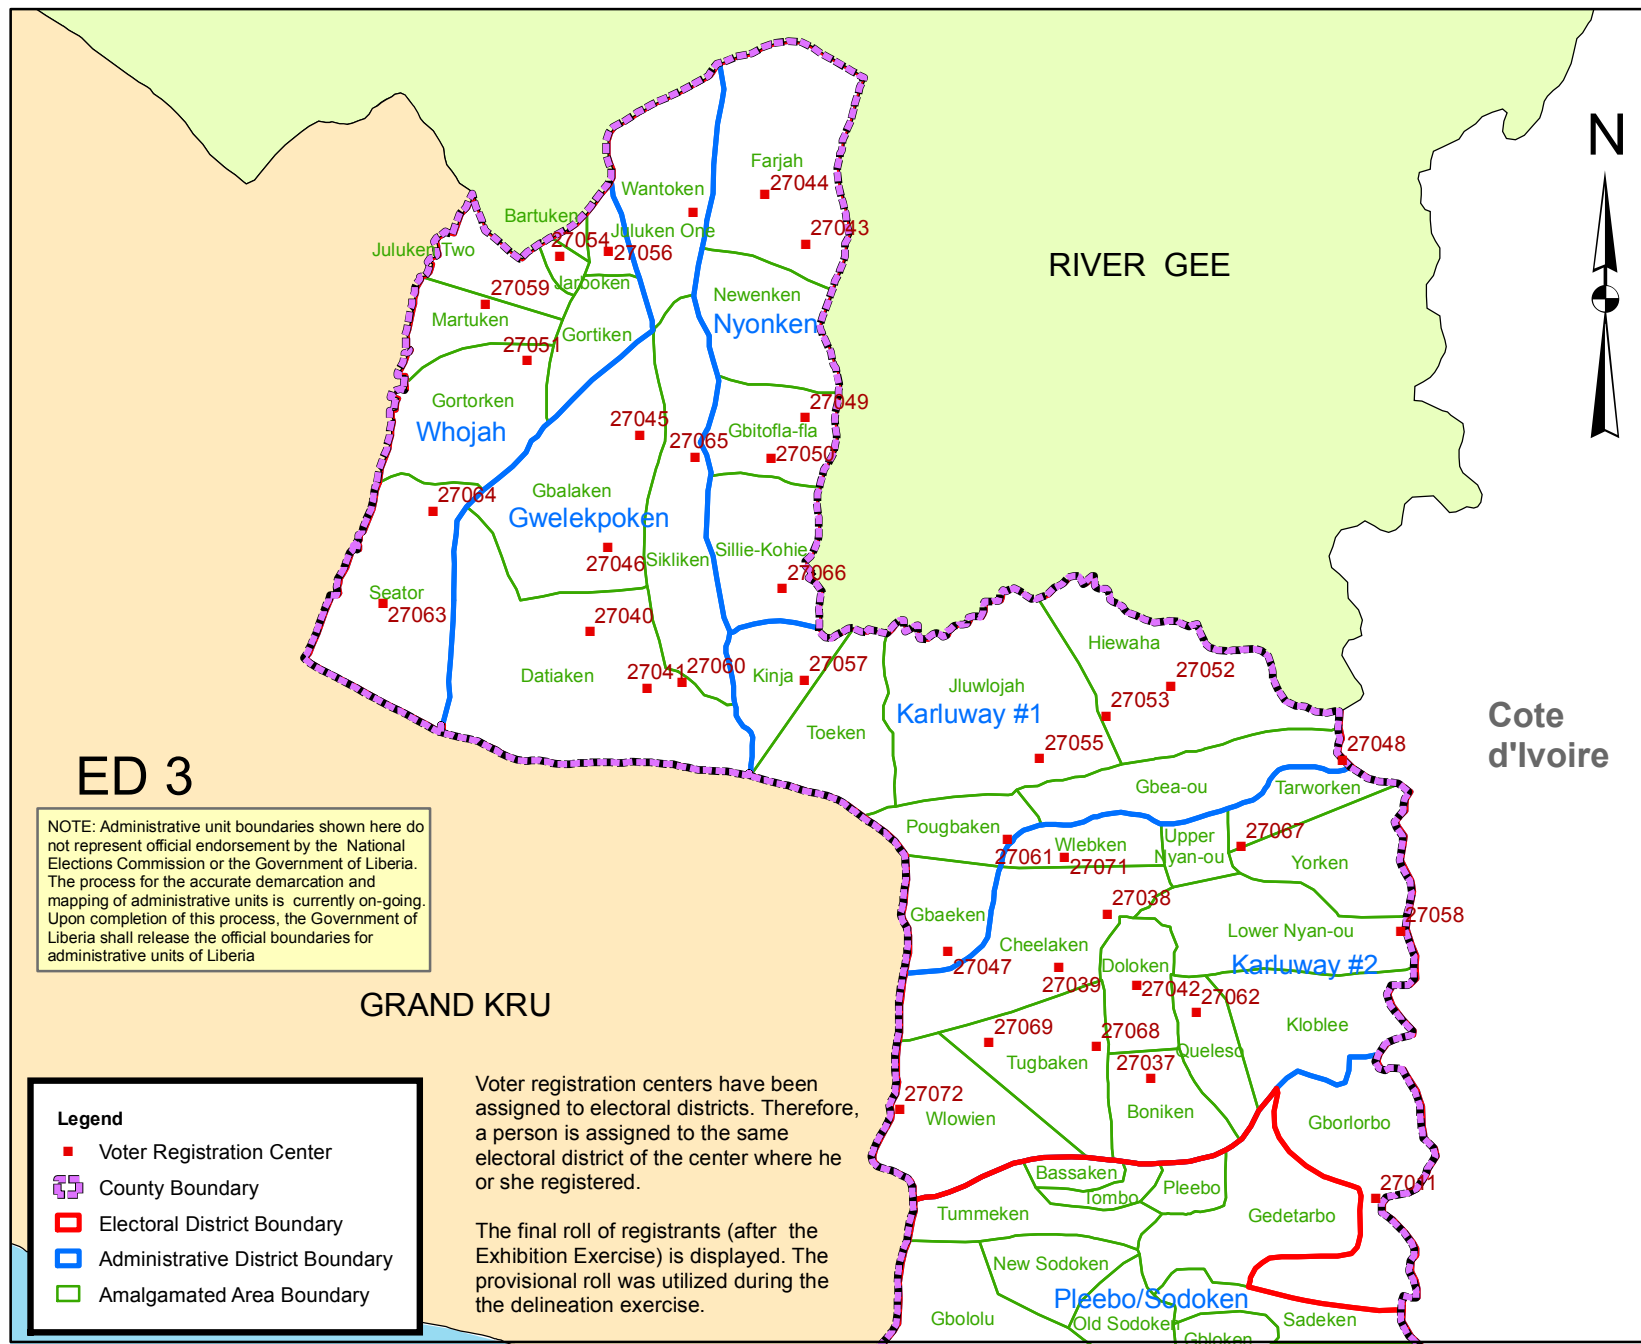 N
Farjah
27044
Wantoken
Bartuken
27043
Juluken One
27054
27056
Juluken Two
RIVER GEE
Jarboken
27059
Newenken
Martuken
Nyonken
Gortiken
27051
Gortorken
27049
27045
Gbitofla-fla
Whojah
27065
27050
27064
Gbalaken
Gwelekpoken
Sillie-Kohie
27046
Sikliken
27066
Seator
27063
27040
Hiewaha
Datiaken
27041
27060
Kinja
27057
27052
Jluwlojah
27053
Karluway #1
Cote
d'Ivoire
Toeken
27055
27048
ED 3
Gbea-ou
Tarworken
NOTE: Administrative unit boundaries shown here do
not represent official endorsement by the National
Elections Commission or the Government of Liberia.
The process for the accurate demarcation and
mapping of administrative units is currently on-going.
Upon completion of this process, the Government of
Liberia shall release the official boundaries for
administrative units of Liberia
Pougbaken
27061
Wlebken
27071
Upper
Nyan-ou
27067
Yorken
27038
Gbaeken
27058
Cheelaken
Lower Nyan-ou
27047
Doloken
Karluway #2
27039
27042
27062
GRAND KRU
27069
27068
Kloblee
Tugbaken
Queleso
27037
27072
Wlowien
Boniken
Gborlorbo
Voter registration centers have been
assigned to electoral districts. Therefore,
a person is assigned to the same
electoral district of the center where he
or she registered.
The final roll of registrants (after the
Exhibition Exercise) is displayed. The
provisional roll was utilized during the
the delineation exercise.
Legend
Voter Registration Center
County Boundary
Electoral District Boundary
Administrative District Boundary
Amalgamated Area Boundary
Bassaken
Tombo
Pleebo
27011
Tummeken
Gedetarbo
New Sodoken
Pleebo/Sodoken
Gbololu
Old Sodoken
Sadeken
Gbloken